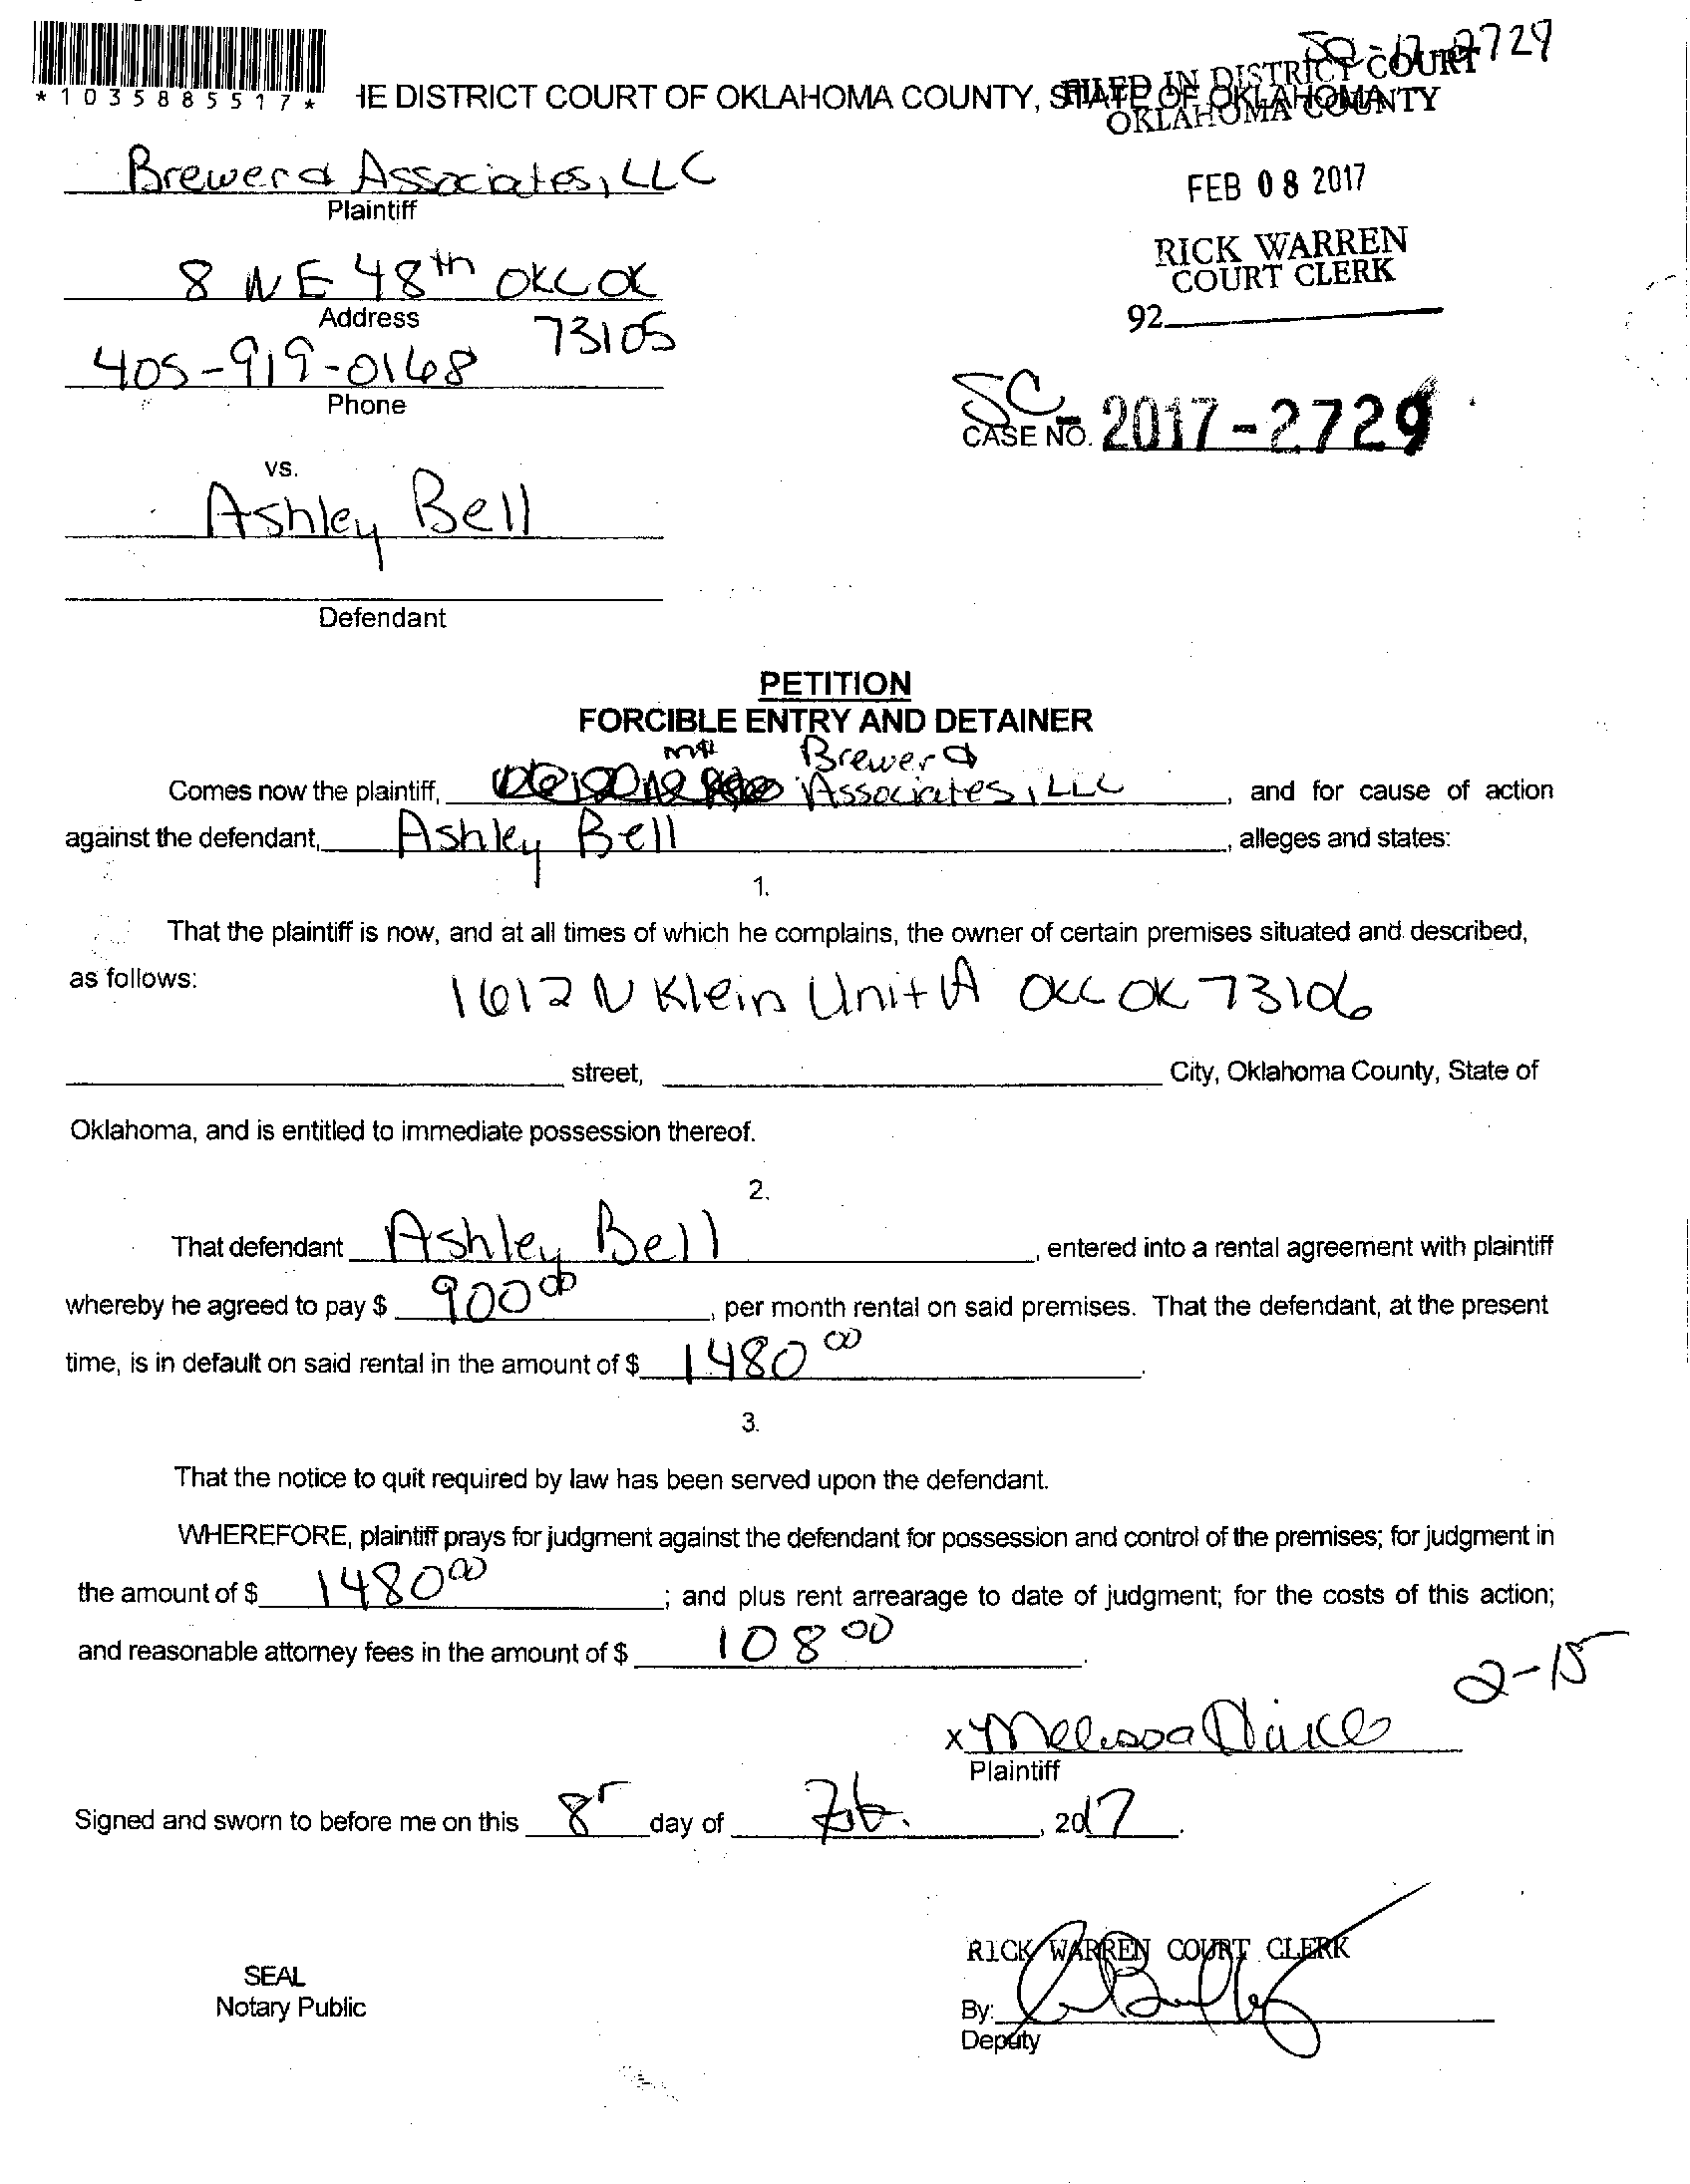 SC-17-2729
*1035885517*
HE DISTRICT COURT OF OKLAHOMA COUNTY, STATE OF OKLAHOMA
FILED IN DISTRICT COURT
OKLAHOMA COUNTY
Brewer & Associates, LLC
Plaintiff
FEB 08 2017
RICK WARREN
COURT CLERK
92
8 NE 48th OKC OK
Address
73105
405-919-0168
Phone
SC-
CASE NO. 2017-2729
vs.
Ashley Bell
Defendant
PETITION
FORCIBLE ENTRY AND DETAINER
Brewer &
Comes now the plaintiff, Associates, LLC, and for cause of action
against the defendant, Ashley Bell, alleges and states:
1.
That the plaintiff is now, and at all times of which he complains, the owner of certain premises situated and described,
as follows:
1612 N Klein Unit A OKC OK 73106
street, City, Oklahoma County, State of
Oklahoma, and is entitled to immediate possession thereof.
2.
That defendant Ashley Bell, entered into a rental agreement with plaintiff
whereby he agreed to pay $ 900 00, per month rental on said premises. That the defendant, at the present
time, is in default on said rental in the amount of $ 1480 00.
3.
That the notice to quit required by law has been served upon the defendant.
WHEREFORE, plaintiff prays for judgment against the defendant for possession and control of the premises; for judgment in
the amount of $ 1480 00; and plus rent arrearage to date of judgment; for the costs of this action;
and reasonable attorney fees in the amount of $ 108 00.
2-15
x Melissa
Plaintiff
Signed and sworn to before me on this 8 day of Feb., 2017.
RICK WARREN COURT CLERK
SEAL
Notary Public
By:
Deputy